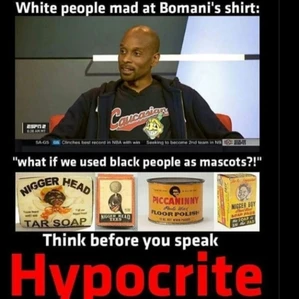 White people mad at Bomani's shirt:
Caucasians
ESPN2
"what if we used black people as mascots?!"
NIGGER HEAD
TAR SOAP
PICCANINNY
FLOOR POLISH
Think before you speak
Hypocrite